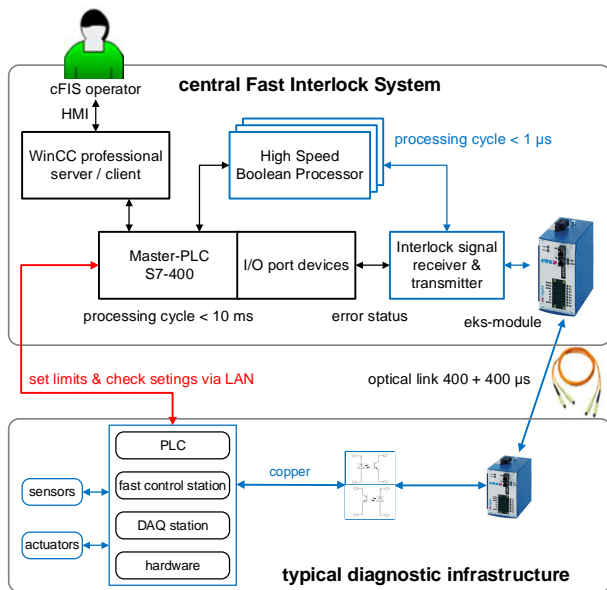 cFIS operator
central Fast Interlock System
HMI
WinCC professional
server / client
High Speed
Boolean Processor
processing cycle < 1 µs
Master-PLC
S7-400
I/O port devices
Interlock signal
receiver &
transmitter
eks
processing cycle < 10 ms
error status
eks-module
set limits & check setings via LAN
optical link 400 + 400 µs
PLC
fast control station
DAQ station
hardware
sensors
actuators
copper
typical diagnostic infrastructure